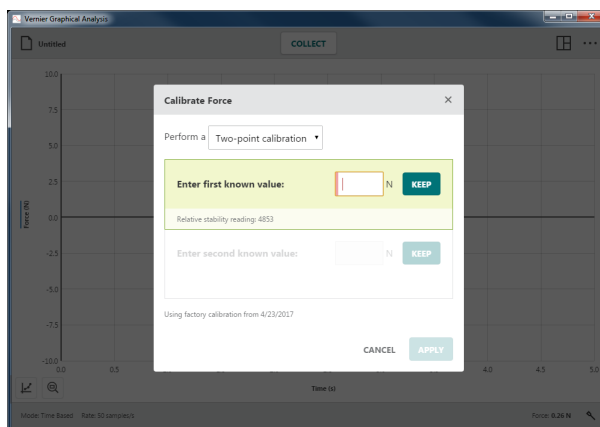 Vernier Graphical Analysis
Untitled
COLLECT
10.0
7.5
5.0
2.5
0.0
-2.5
-5.0
-7.5
-10.0
Force (N)
Calibrate Force
Perform a Two-point calibration
Enter first known value: N KEEP
Relative stability reading: 4853
Enter second known value: N KEEP
Using factory calibration from 4/23/2017
CANCEL APPLY
0.0 0.5 4.0 4.5 5.0
Time (s)
Mode: Time Based Rate: 50 samples/s
Force: 0.26 N